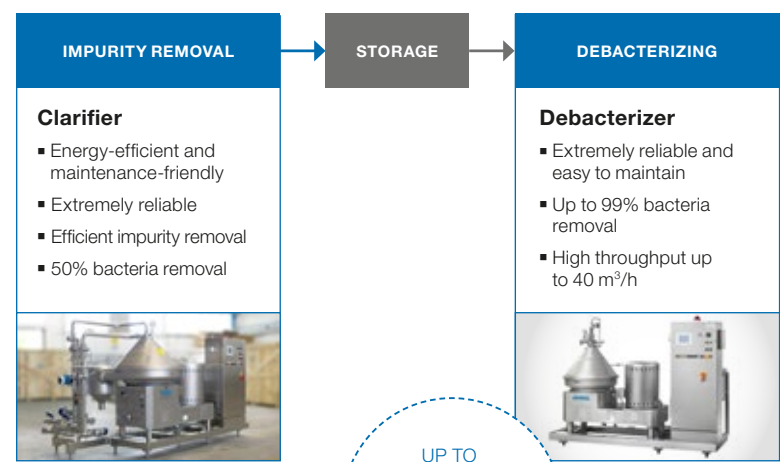 IMPURITY REMOVAL
STORAGE
DEBACTERIZING
Clarifier
▪ Energy-efficient and
maintenance-friendly
▪ Extremely reliable
▪ Efficient impurity removal
▪ 50% bacteria removal
Debacterizer
▪ Extremely reliable and
easy to maintain
▪ Up to 99% bacteria
removal
▪ High throughput up
to 40 m³/h
UP TO